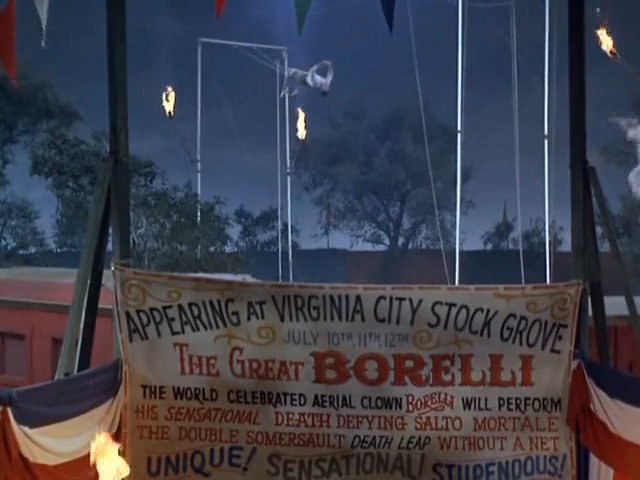 APPEARING AT VIRGINIA CITY STOCK GROVE
JULY 10TH, 11TH, 12TH
THE GREAT BORELLI
THE WORLD CELEBRATED AERIAL CLOWN BORELLI WILL PERFORM
HIS SENSATIONAL DEATH DEFYING SALTO MORTALE
THE DOUBLE SOMERSAULT DEATH LEAP WITHOUT A NET
UNIQUE! SENSATIONAL! STUPENDOUS!